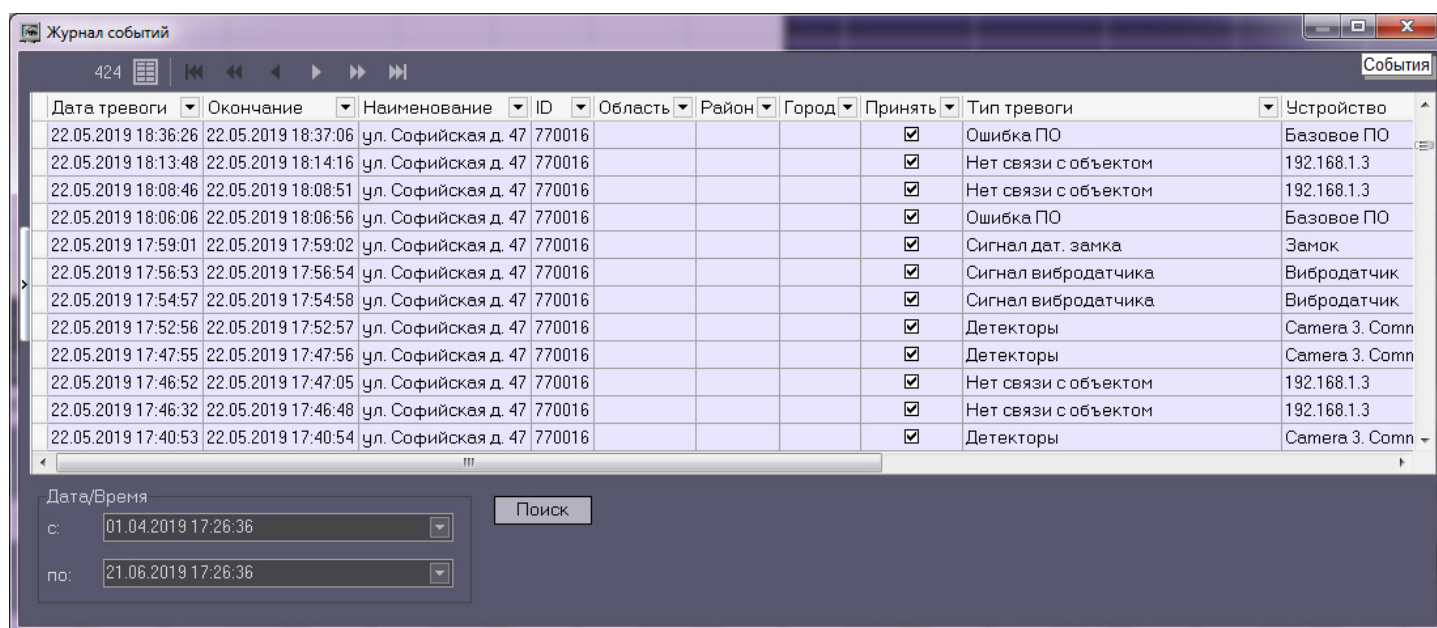 Журнал событий
424
События
Дата тревоги Окончание Наименование ID Область Район Город Принять Тип тревоги Устройство
22.05.2019 18:36:26 22.05.2019 18:37:06 ул. Софийская д. 47 770016 Ошибка ПО Базовое ПО
22.05.2019 18:13:48 22.05.2019 18:14:16 ул. Софийская д. 47 770016 Нет связи с объектом 192.168.1.3
22.05.2019 18:08:46 22.05.2019 18:08:51 ул. Софийская д. 47 770016 Нет связи с объектом 192.168.1.3
22.05.2019 18:06:06 22.05.2019 18:06:56 ул. Софийская д. 47 770016 Ошибка ПО Базовое ПО
22.05.2019 17:59:01 22.05.2019 17:59:02 ул. Софийская д. 47 770016 Сигнал дат. замка Замок
22.05.2019 17:56:53 22.05.2019 17:56:54 ул. Софийская д. 47 770016 Сигнал вибродатчика Вибродатчик
22.05.2019 17:54:57 22.05.2019 17:54:58 ул. Софийская д. 47 770016 Сигнал вибродатчика Вибродатчик
22.05.2019 17:52:56 22.05.2019 17:52:57 ул. Софийская д. 47 770016 Детекторы Camera 3. Comn
22.05.2019 17:47:55 22.05.2019 17:47:56 ул. Софийская д. 47 770016 Детекторы Camera 3. Comn
22.05.2019 17:46:52 22.05.2019 17:47:05 ул. Софийская д. 47 770016 Нет связи с объектом 192.168.1.3
22.05.2019 17:46:32 22.05.2019 17:46:48 ул. Софийская д. 47 770016 Нет связи с объектом 192.168.1.3
22.05.2019 17:40:53 22.05.2019 17:40:54 ул. Софийская д. 47 770016 Детекторы Camera 3. Comn
Дата/Время
с: 01.04.2019 17:26:36
Поиск
по: 21.06.2019 17:26:36